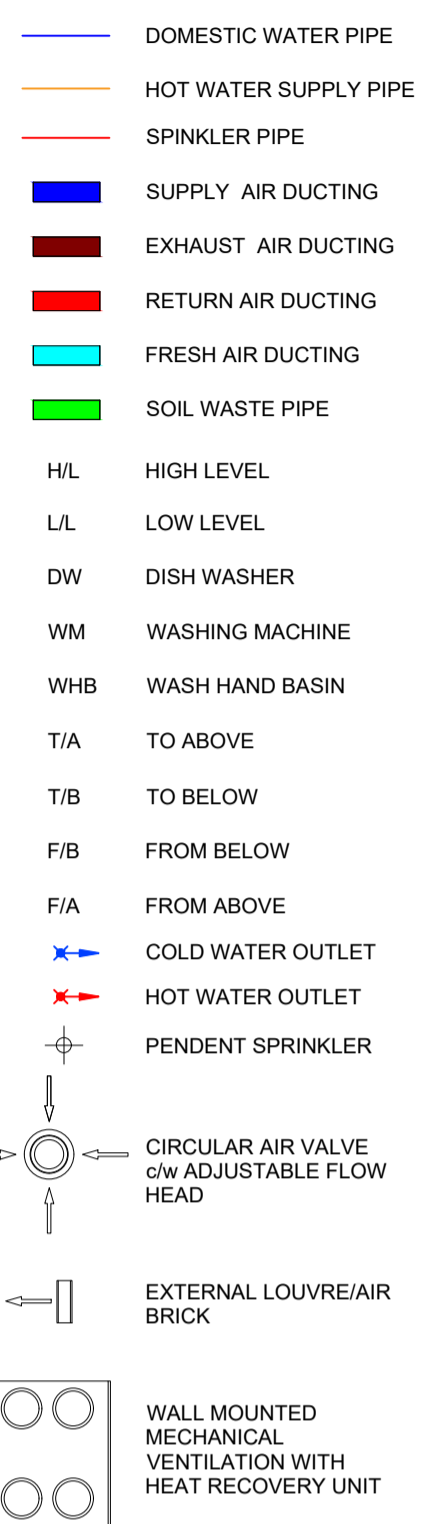 DOMESTIC WATER PIPE
HOT WATER SUPPLY PIPE
SPINKLER PIPE
SUPPLY AIR DUCTING
EXHAUST AIR DUCTING
RETURN AIR DUCTING
FRESH AIR DUCTING
SOIL WASTE PIPE
H/L HIGH LEVEL
L/L LOW LEVEL
DW DISH WASHER
WM WASHING MACHINE
WHB WASH HAND BASIN
T/A TO ABOVE
T/B TO BELOW
F/B FROM BELOW
F/A FROM ABOVE
COLD WATER OUTLET
HOT WATER OUTLET
PENDENT SPRINKLER
CIRCULAR AIR VALVE
c/w ADJUSTABLE FLOW
HEAD
EXTERNAL LOUVRE/AIR
BRICK
WALL MOUNTED
MECHANICAL
VENTILATION WITH
HEAT RECOVERY UNIT